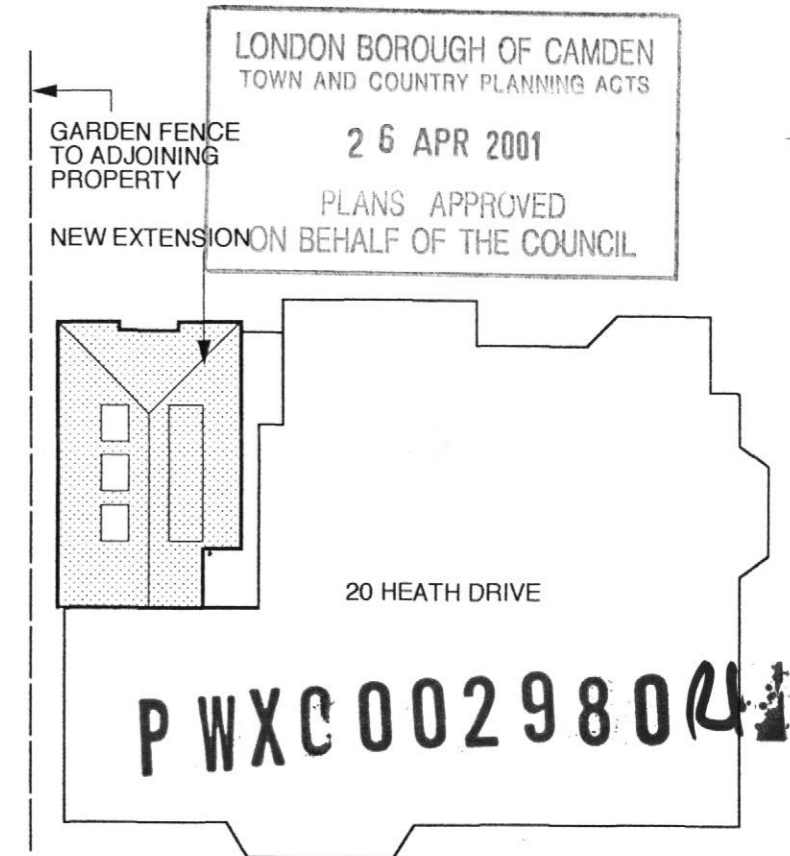 LONDON BOROUGH OF CAMDEN
TOWN AND COUNTRY PLANNING ACTS
26 APR 2001
PLANS APPROVED
ON BEHALF OF THE COUNCIL
GARDEN FENCE
TO ADJOINING
PROPERTY
NEW EXTENSION
20 HEATH DRIVE
PWX0002980